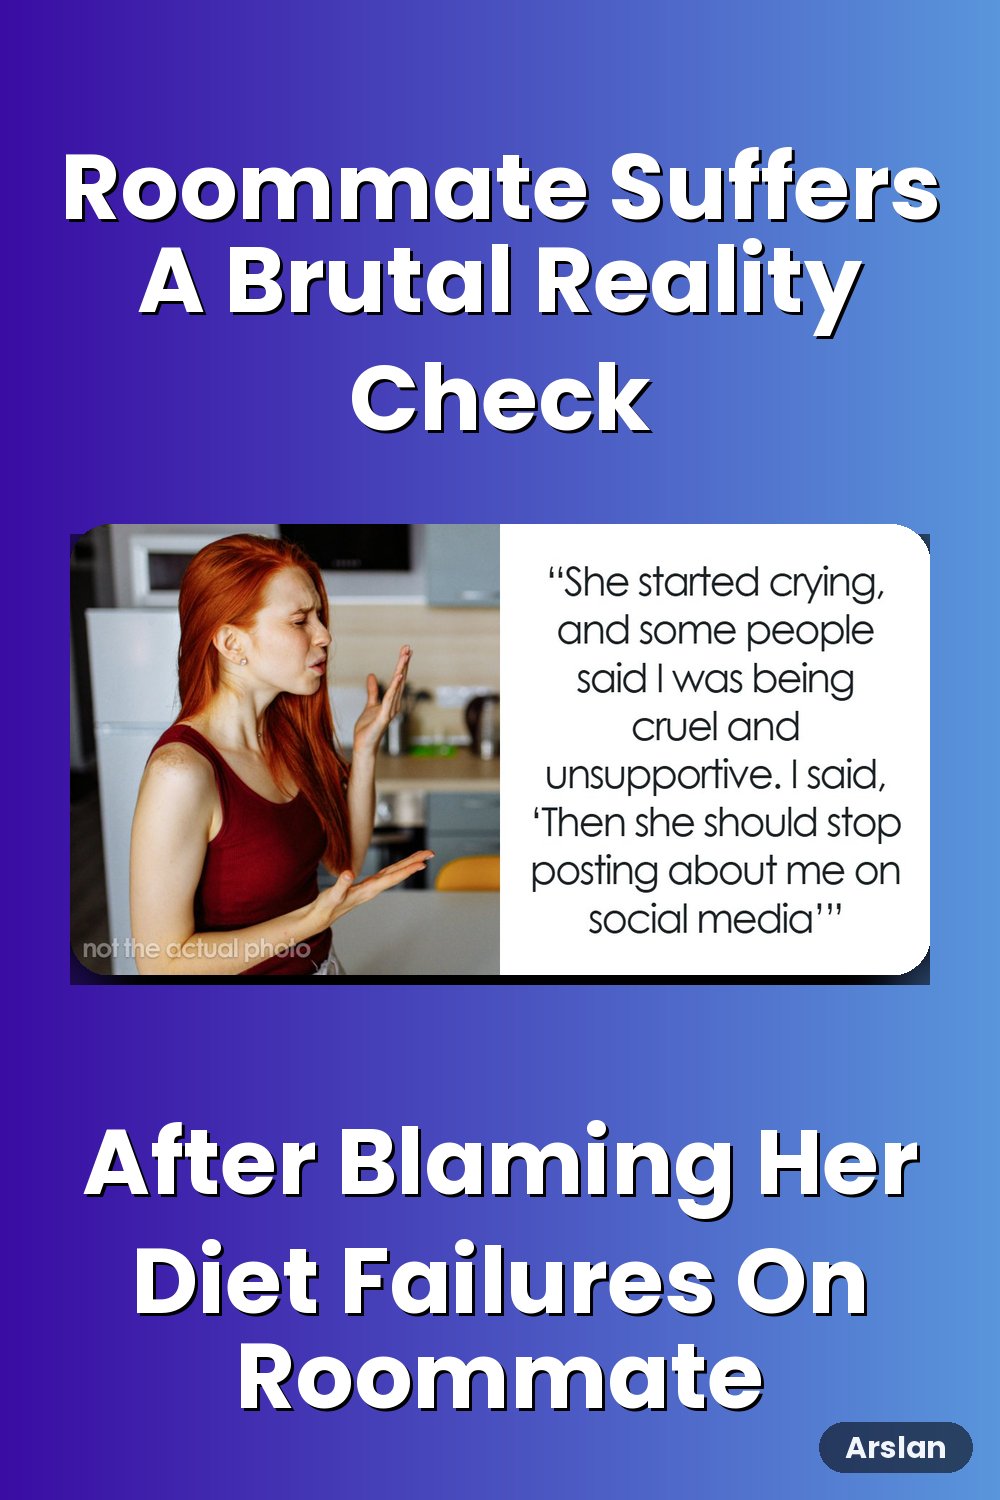 Roommate Suffers
A Brutal Reality
Check
“She started crying,
and some people
said I was being
cruel and
unsupportive. I said,
‘Then she should stop
posting about me on
social media’”
not the actual photo
After Blaming Her
Diet Failures On
Roommate
Arslan